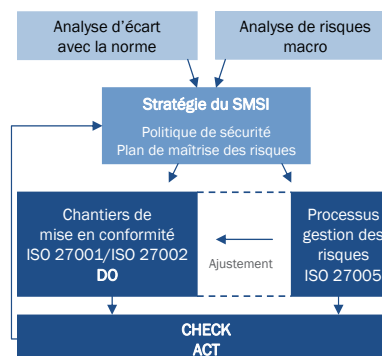 Analyse d'écart
avec la norme
Analyse de risques
macro
Stratégie du SMSI
Politique de sécurité
Plan de maîtrise des risques
Chantiers de
mise en conformité
ISO 27001/ISO 27002
DO
Ajustement
Processus
gestion des
risques
ISO 27005
CHECK
ACT